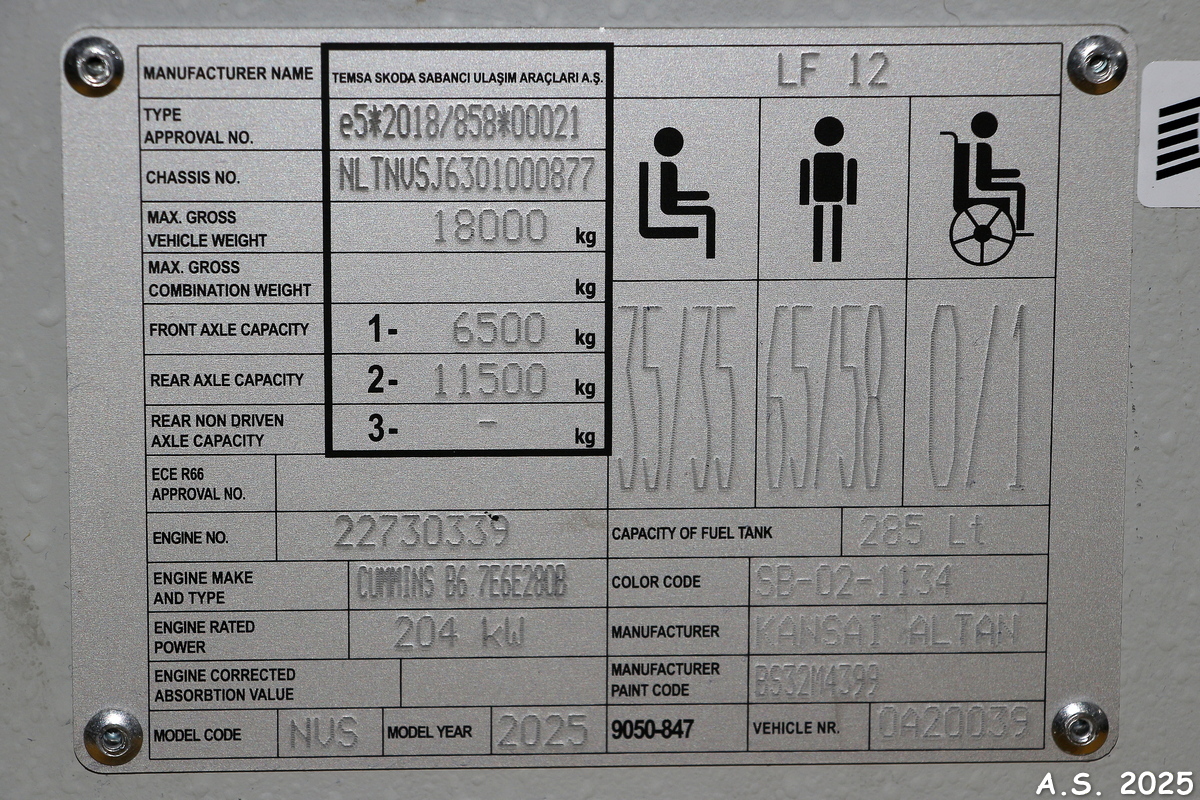 MANUFACTURER NAME TEMSA SKODA SABANCI ULAŞIM ARAÇLARI A.Ş. LF 12
TYPE
APPROVAL NO. e5*2018/858*00021
CHASSIS NO. NLTNVSJ6301000877
MAX. GROSS
VEHICLE WEIGHT 18000 kg
MAX. GROSS
COMBINATION WEIGHT kg
FRONT AXLE CAPACITY 1- 6500 kg
REAR AXLE CAPACITY 2- 11500 kg
REAR NON DRIVEN
AXLE CAPACITY 3- - kg
35/35 65/58 0/1
ECE R66
APPROVAL NO.
ENGINE NO. 22730339 CAPACITY OF FUEL TANK 285 Lt
ENGINE MAKE
AND TYPE CUMMINS B6.7E6E280B COLOR CODE SB-02-1134
ENGINE RATED
POWER 204 kW MANUFACTURER KANSAI ALTAN
ENGINE CORRECTED
ABSORBTION VALUE
MANUFACTURER
PAINT CODE BS32M4399
MODEL CODE NVS MODEL YEAR 2025 9050-847 VEHICLE NR. 0A20039
A.S. 2025